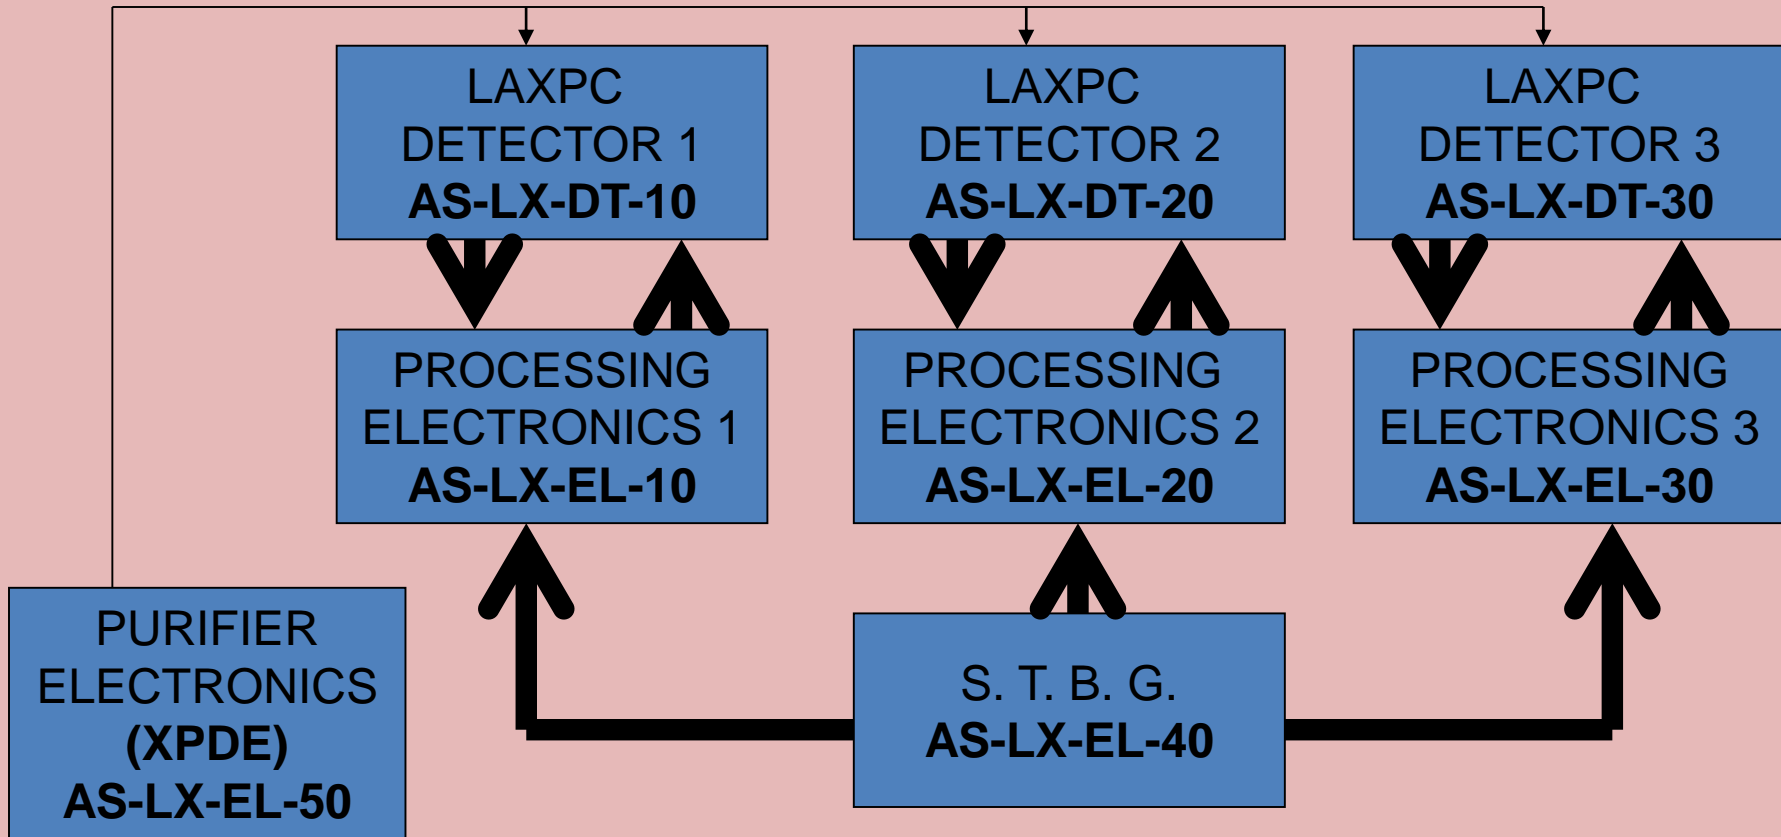 LAXPC
DETECTOR 1
AS-LX-DT-10
LAXPC
DETECTOR 2
AS-LX-DT-20
LAXPC
DETECTOR 3
AS-LX-DT-30
PROCESSING
ELECTRONICS 1
AS-LX-EL-10
PROCESSING
ELECTRONICS 2
AS-LX-EL-20
PROCESSING
ELECTRONICS 3
AS-LX-EL-30
PURIFIER
ELECTRONICS
(XPDE)
AS-LX-EL-50
S. T. B. G.
AS-LX-EL-40